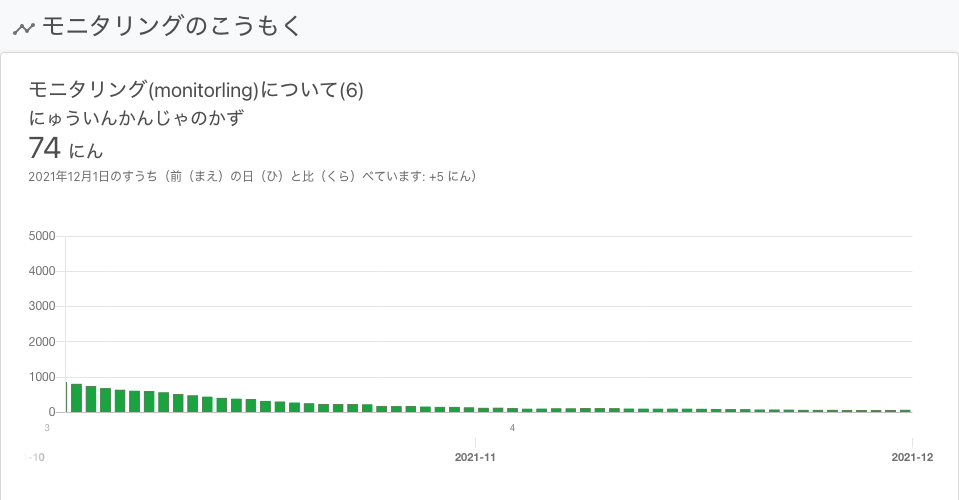 モニタリングのこうもく
モニタリング(monitorling)について(6)
にゅういんかんじゃのかず
74 にん
2021年12月1日のすうち（前（まえ）の日（ひ）と比（くら）べています: +5 にん）
5000
4000
3000
2000
1000
0
3
4
-10
2021-11
2021-12